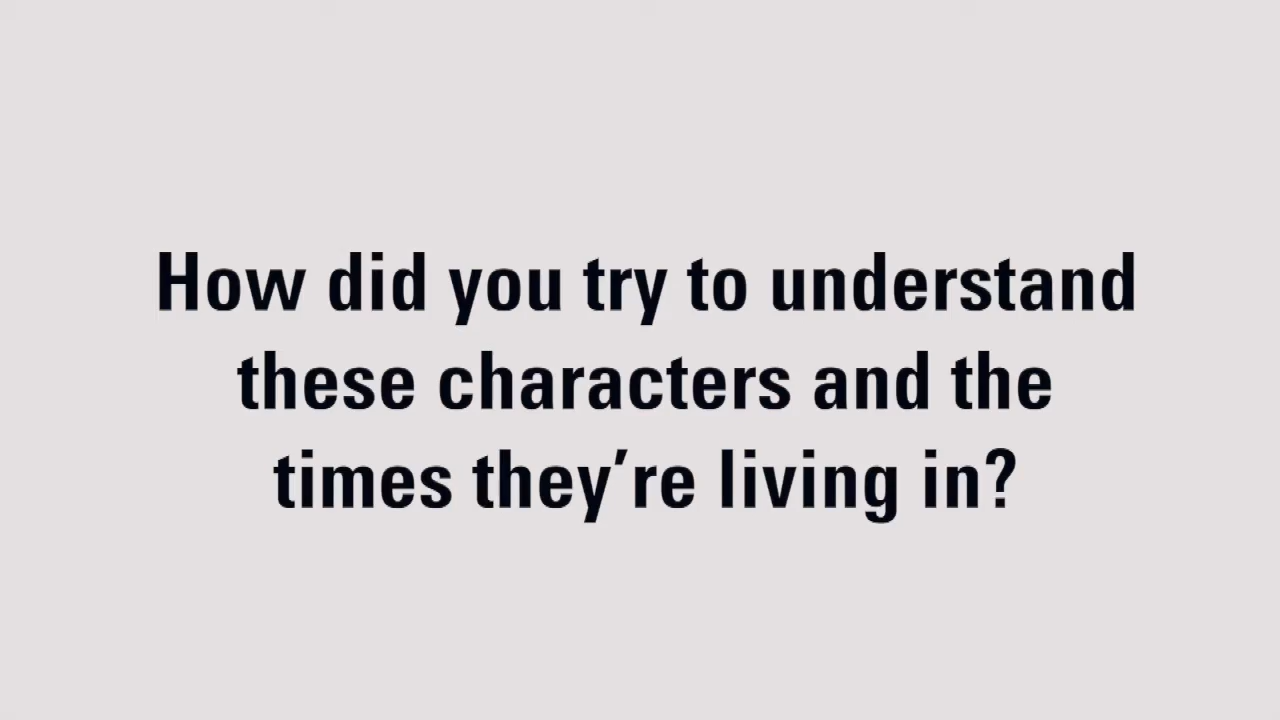 How did you try to understand
these characters and the
times they’re living in?